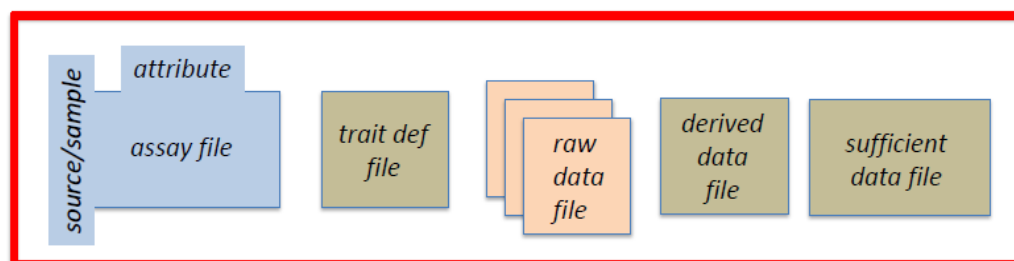 source/sample
attribute
assay file
trait def
file
raw
data
file
derived
data
file
sufficient
data file